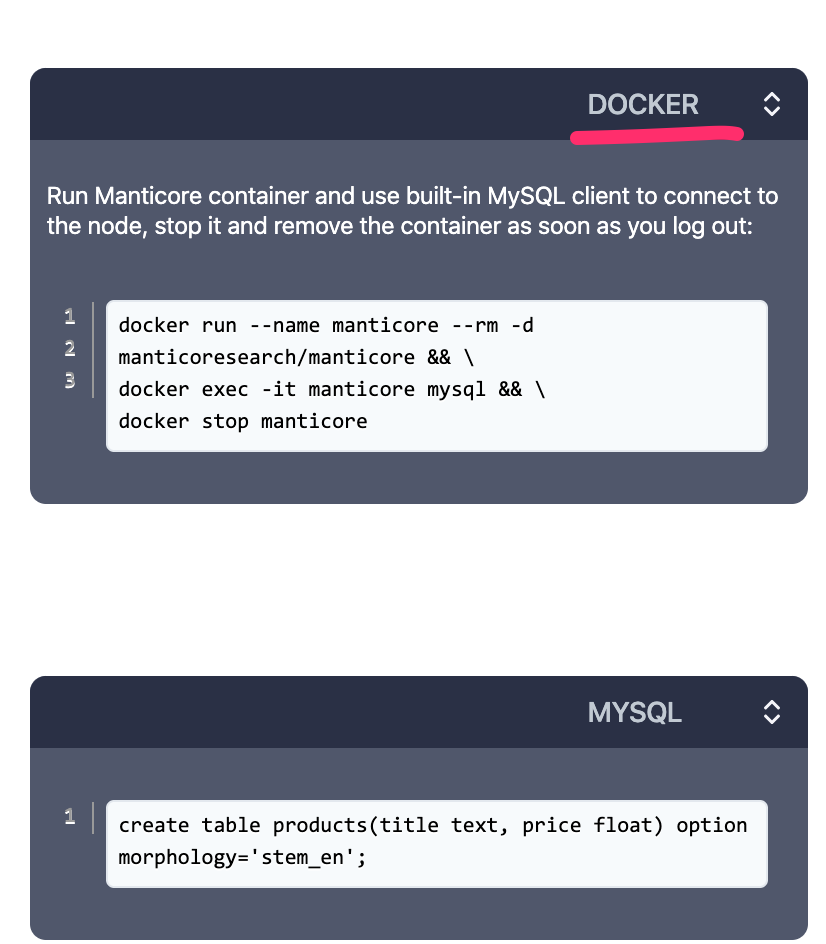 DOCKER
Run Manticore container and use built-in MySQL client to connect to
the node, stop it and remove the container as soon as you log out:
1
2
3
docker run --name manticore --rm -d
manticoresearch/manticore && \
docker exec -it manticore mysql && \
docker stop manticore
MYSQL
1
create table products(title text, price float) option
morphology='stem_en';